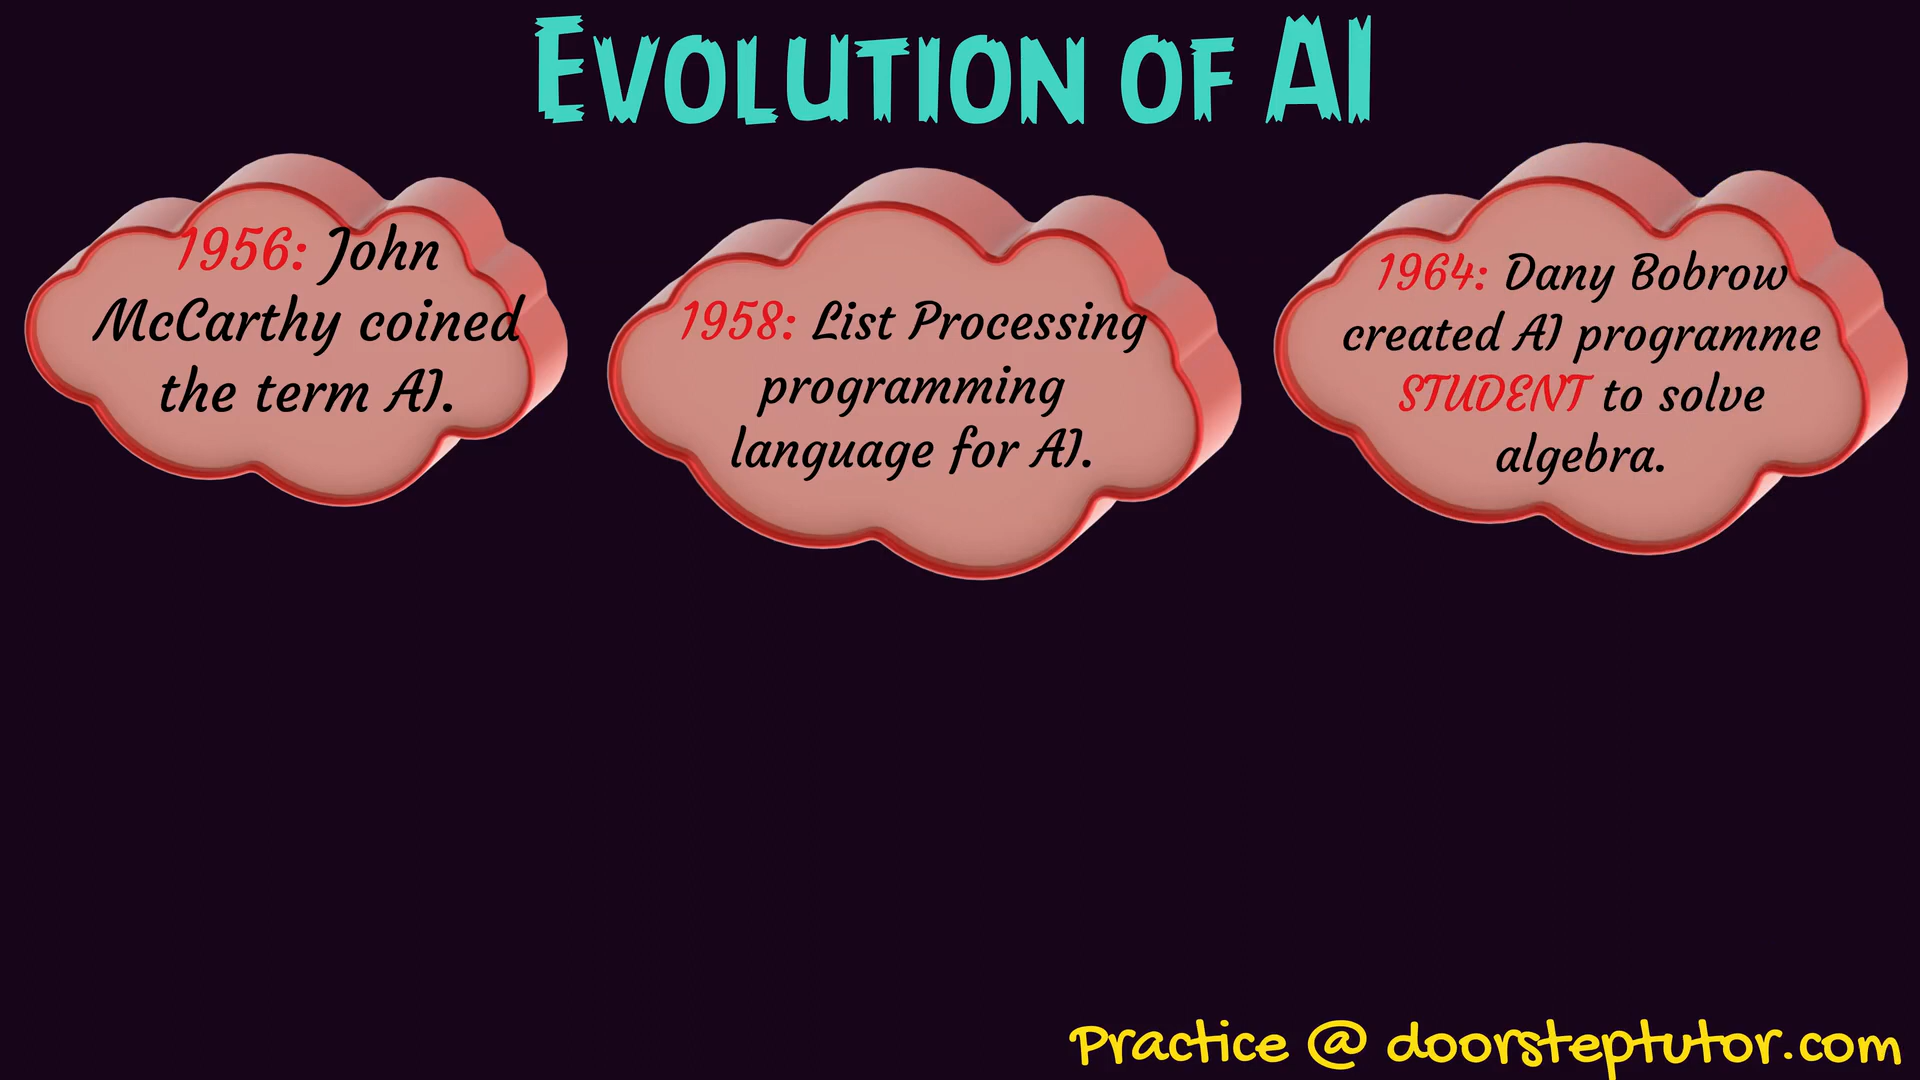 Evolution of AI
1956: John
McCarthy coined
the term AI.
1958: List Processing
programming
language for AI.
1964: Dany Bobrow
created AI programme
STUDENT to solve
algebra.
Practice @ doorsteptutor.com